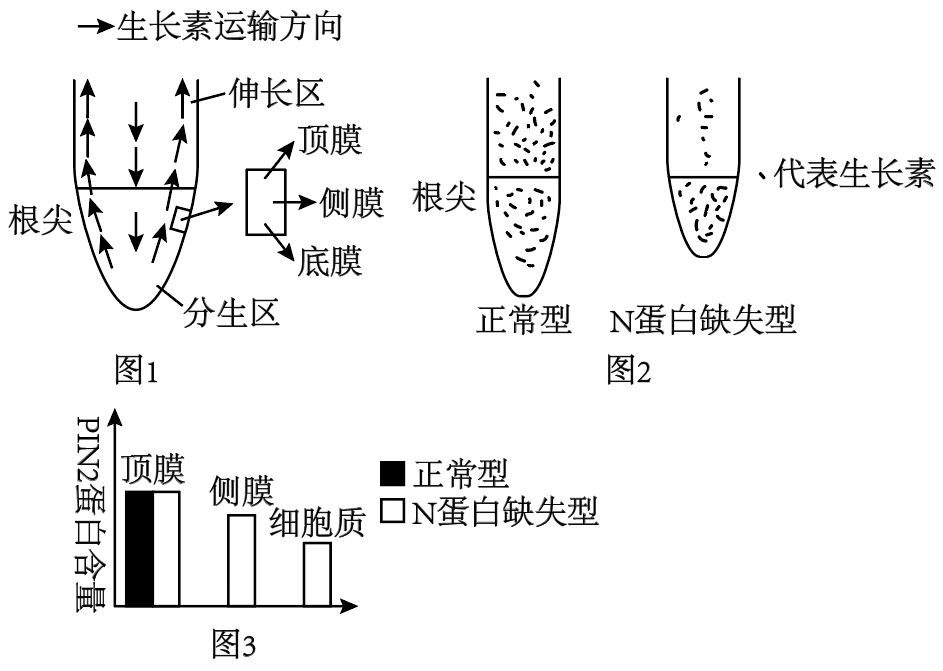 生长素运输方向
伸长区
顶膜
侧膜
底膜
根尖
分生区
图1
根尖
代表生长素
正常型
N蛋白缺失型
图2
PIN2蛋白含量
顶膜
侧膜
细胞质
正常型
N蛋白缺失型
图3